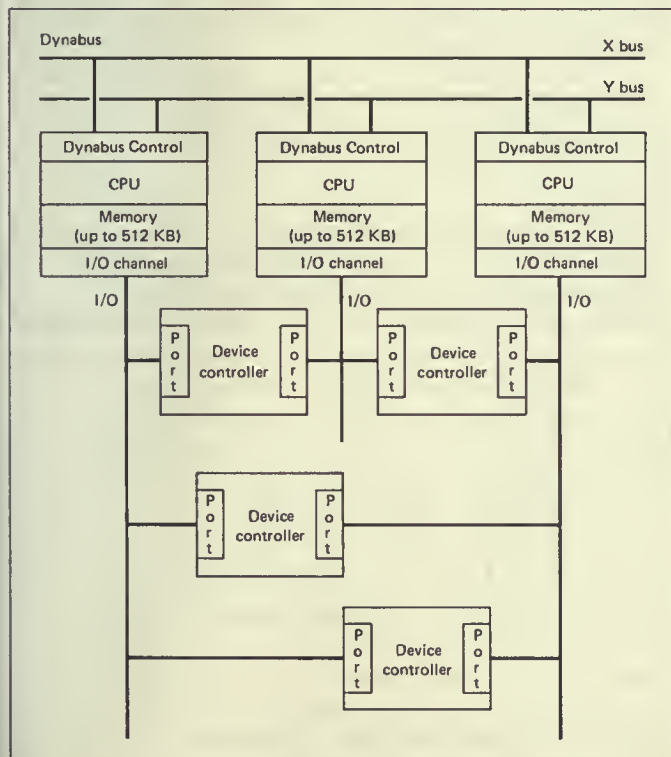 Dynabus
X bus
Y bus
Dynabus Control
CPU
Memory
(up to 512 KB)
I/O channel
I/O
Dynabus Control
CPU
Memory
(up to 512 KB)
I/O channel
I/O
Dynabus Control
CPU
Memory
(up to 512 KB)
I/O channel
I/O
Port
Device
controller
Port
Port
Device
controller
Port
Port
Device
controller
Port
Port
Device
controller
Port